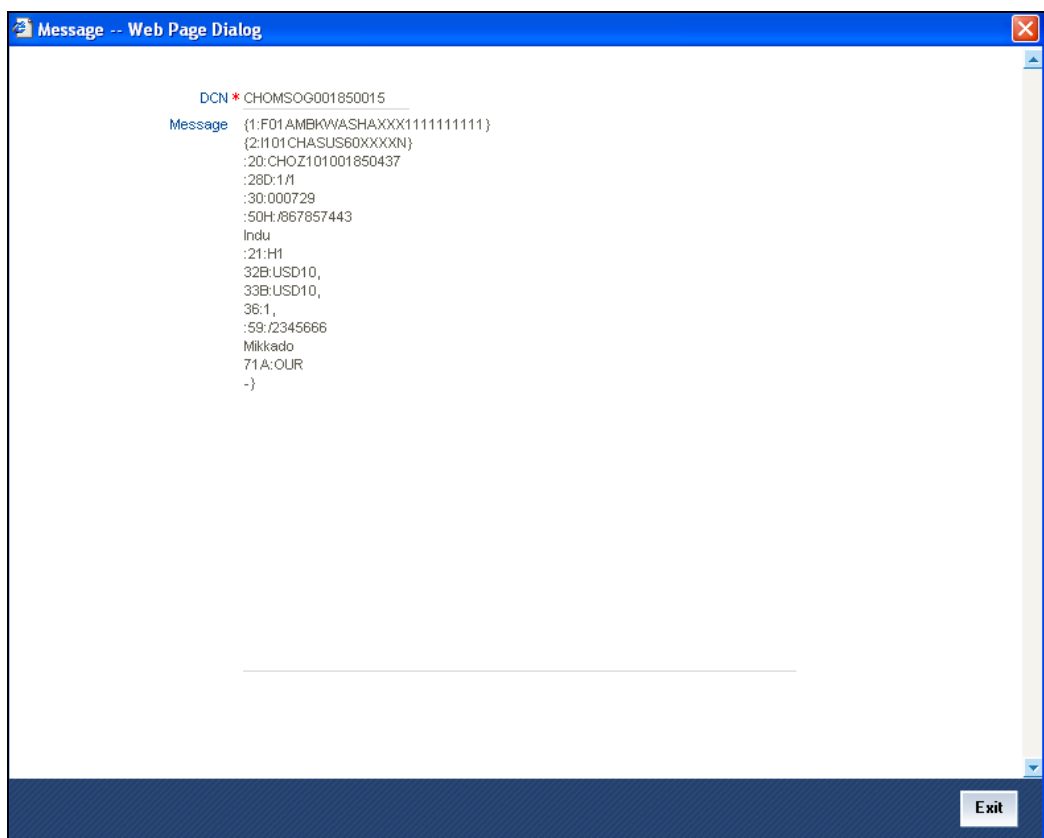 Message -- Web Page Dialog
DCN * CHOMSOG001850015
Message {1:F01AMBKWASHAXXX1111111111}
{2:I101CHASUS60XXXXN}
:20:CHOZ101001850437
:28D:1/1
:30:000729
:50H:/867857443
Indu
:21:H1
32B:USD10,
33B:USD10,
36:1,
:59:/2345666
Mikkado
71A:OUR
-}
Exit